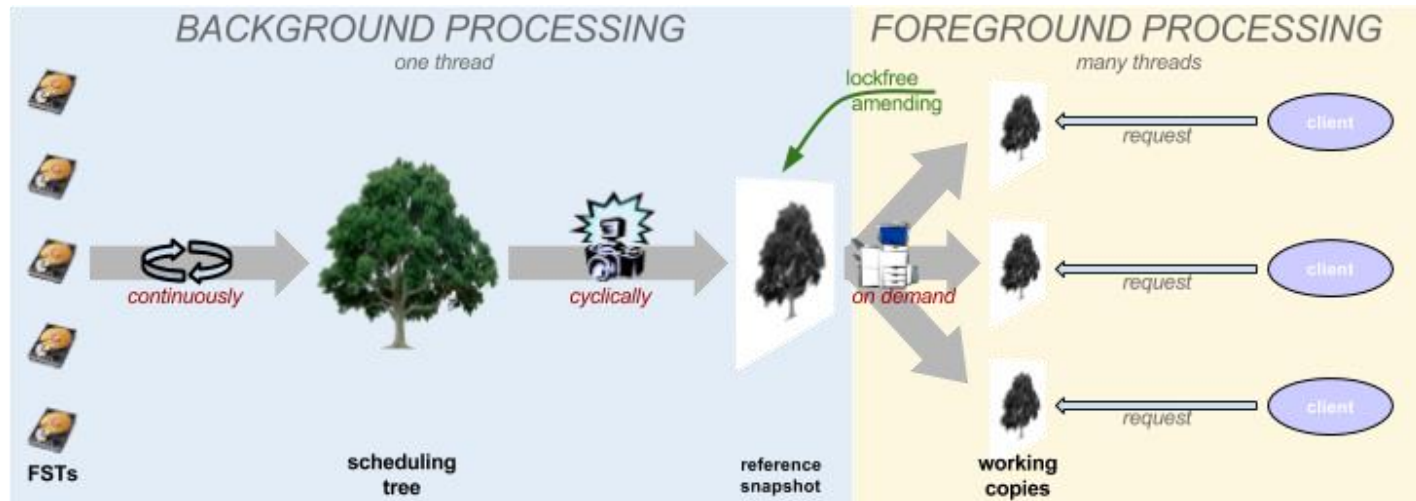 BACKGROUND PROCESSING
one thread
FOREGROUND PROCESSING
many threads
lockfree
amending
continuously
cyclically
on demand
request
client
request
client
request
client
FSTs
scheduling
tree
reference
snapshot
working
copies